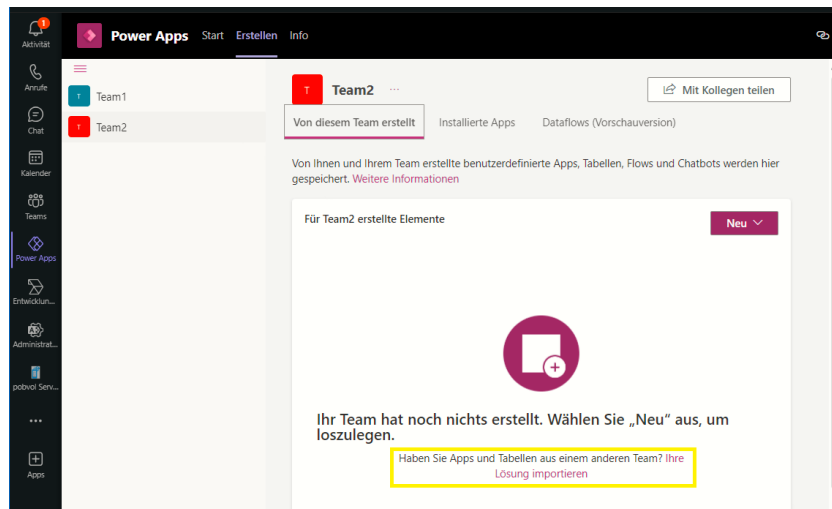 1
Aktivität
Anrufe
Chat
Kalender
Teams
Power Apps
Entwicklun...
Administrat...
pobvol Serv...
Apps
Power Apps Start Erstellen Info
T Team1
T Team2
T Team2 ...
Mit Kollegen teilen
Von diesem Team erstellt Installierte Apps Dataflows (Vorschauversion)
Von Ihnen und Ihrem Team erstellte benutzerdefinierte Apps, Tabellen, Flows und Chatbots werden hier
gespeichert. Weitere Informationen
Für Team2 erstellte Elemente
Neu
Ihr Team hat noch nichts erstellt. Wählen Sie „Neu" aus, um
loszulegen.
Haben Sie Apps und Tabellen aus einem anderen Team? Ihre
Lösung importieren